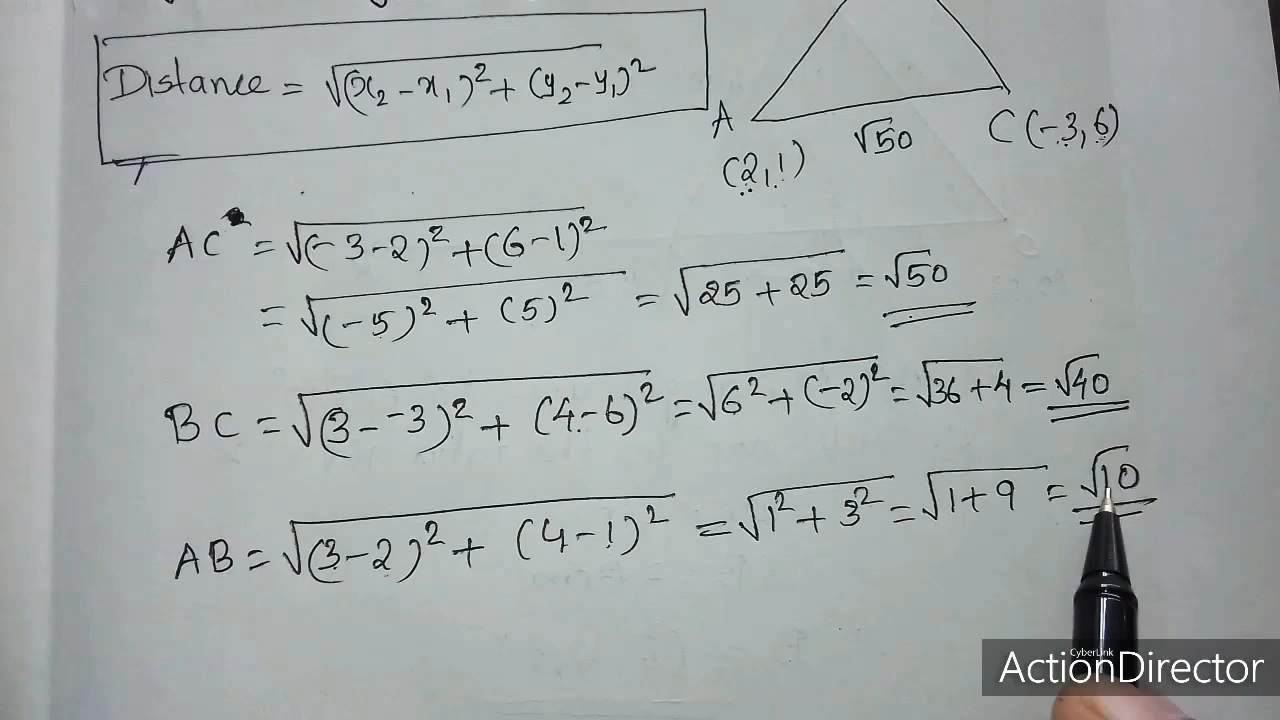 Distance = √(x₂ - x₁)² + (y₂ - y₁)²
A
(2, 1)
√50
C (-3, 6)
AC = √(-3-2)² + (6-1)²
= √(-5)² + (5)² = √25 + 25 = √50
BC = √(3 - -3)² + (4-6)² = √6² + (-2)² = √36 + 4 = √40
AB = √(3-2)² + (4-1)² = √1² + 3² = √1 + 9 = √10
CyberLink
ActionDirector